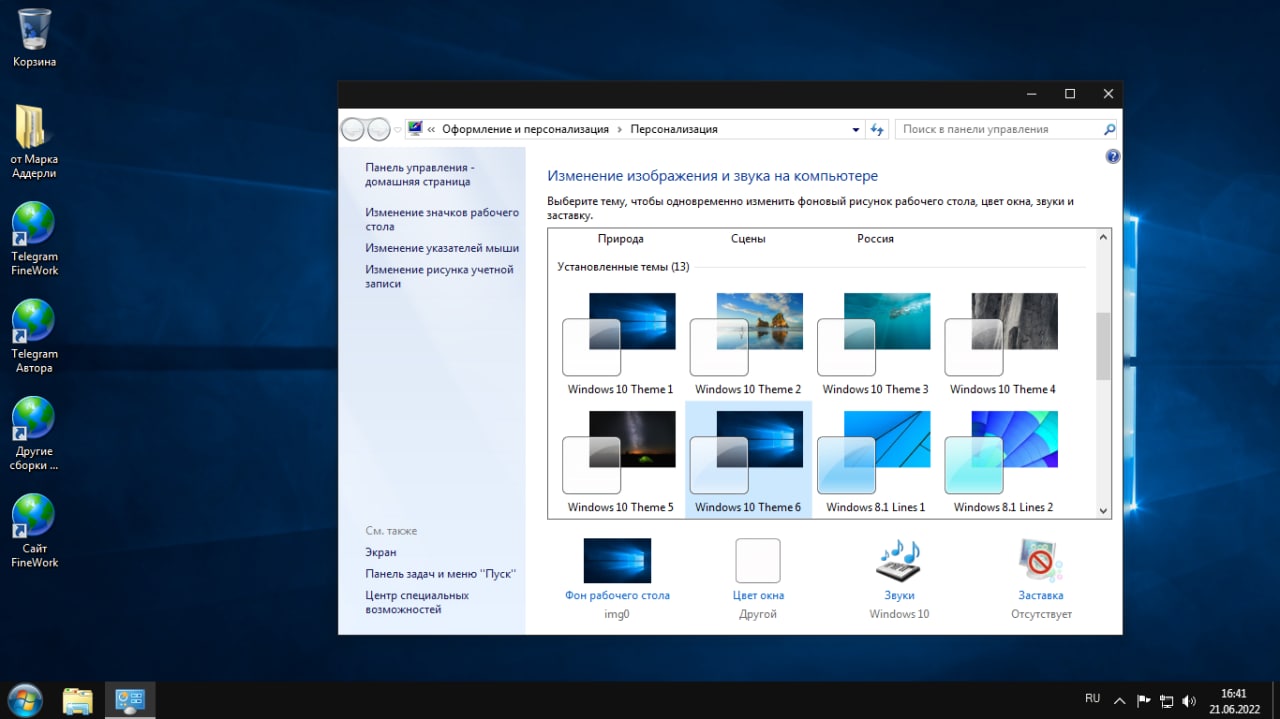 Корзина
от Марка
Аддерли
Telegram
FineWork
Telegram
Автора
Другие
сборки ...
Сайт
FineWork
«
Оформление и персонализация
Персонализация
Поиск в панели управления
Панель управления -
домашняя страница
Изменение значков рабочего
стола
Изменение указателей мыши
Изменение рисунка учетной
записи
См. также
Экран
Панель задач и меню "Пуск"
Центр специальных
возможностей
Изменение изображения и звука на компьютере
Выберите тему, чтобы одновременно изменить фоновый рисунок рабочего стола, цвет окна, звуки и
заставку.
Природа
Сцены
Россия
Установленные темы (13)
Windows 10 Theme 1
Windows 10 Theme 2
Windows 10 Theme 3
Windows 10 Theme 4
Windows 10 Theme 5
Windows 10 Theme 6
Windows 8.1 Lines 1
Windows 8.1 Lines 2
Фон рабочего стола
img0
Цвет окна
Другой
Звуки
Windows 10
Заставка
Отсутствует
RU
16:41
21.06.2022